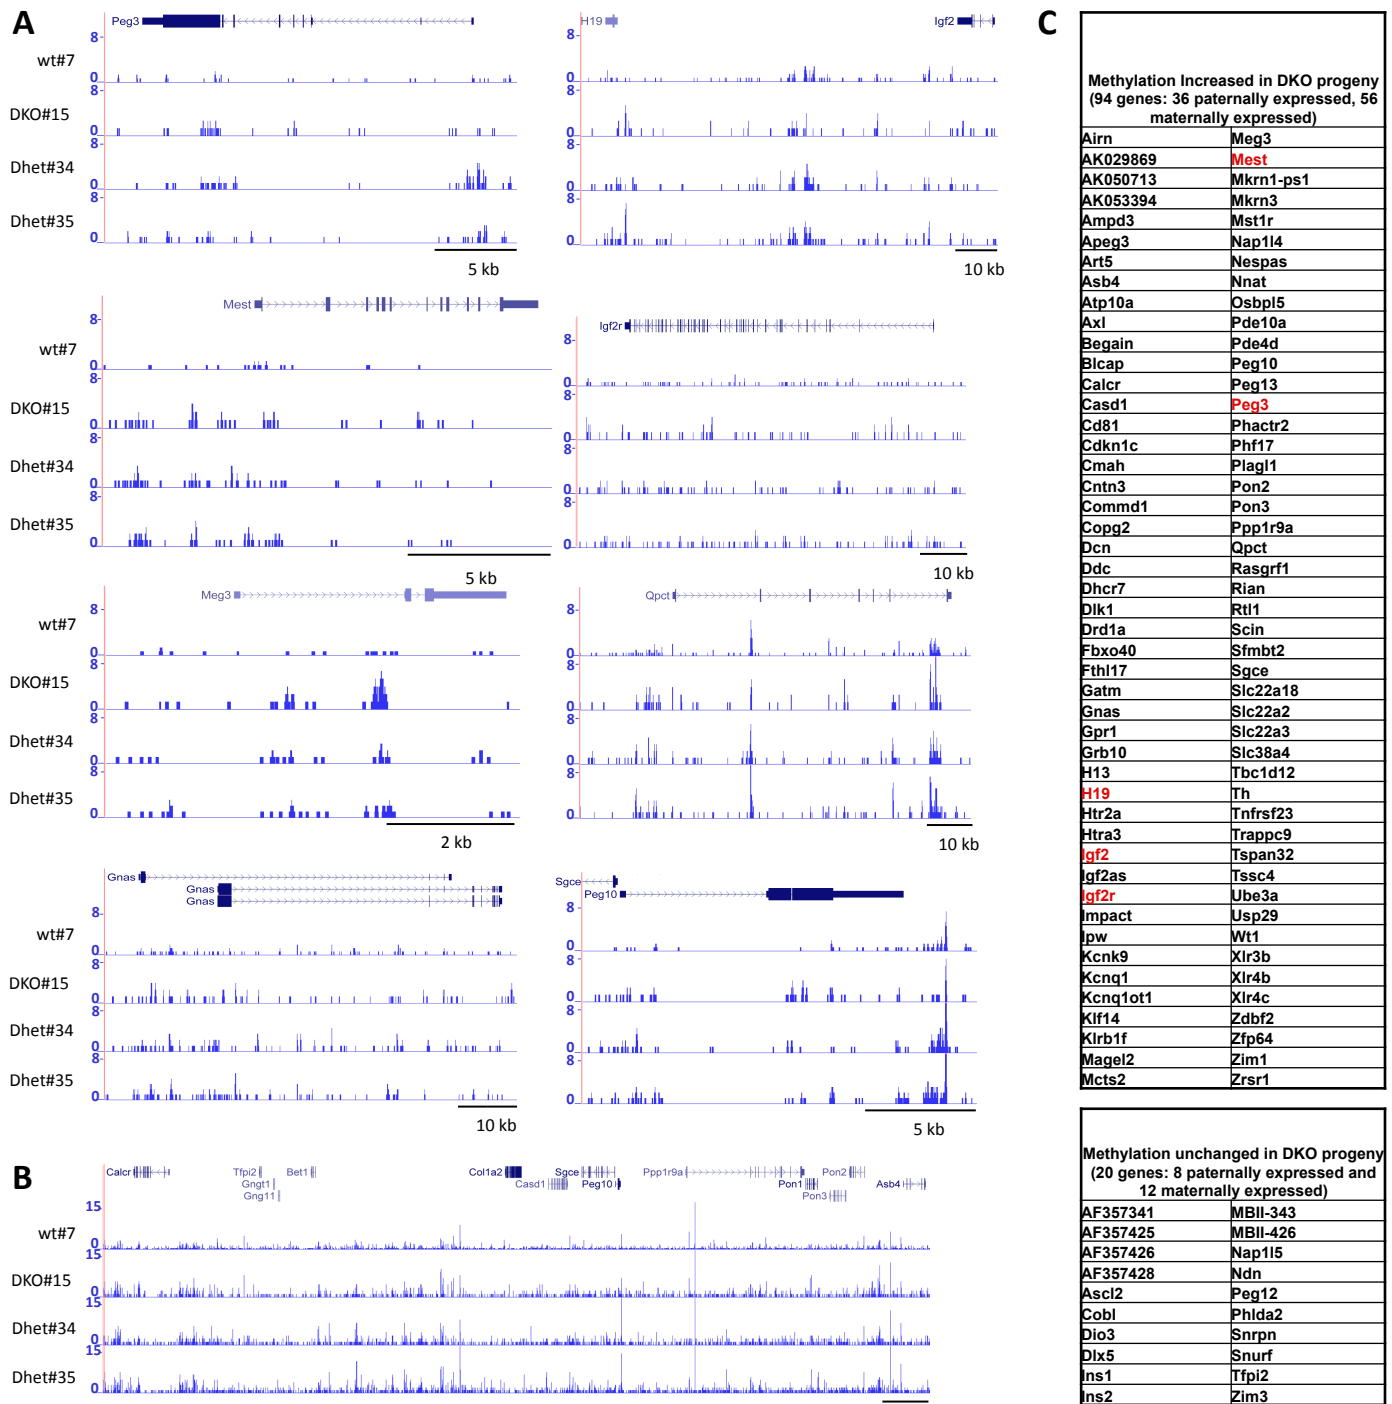 A
Peg3
8
wt#7
0
8
DKO#15
0
8
Dhet#34
0
8
Dhet#35
0
5 kb
H19
Igf2
8
0
8
0
8
0
8
0
10 kb
Mest
8
wt#7
0
8
DKO#15
0
8
Dhet#34
0
8
Dhet#35
0
5 kb
Igf2r
8
0
8
0
8
0
8
0
10 kb
Meg3
8
wt#7
0
8
DKO#15
0
8
Dhet#34
0
8
Dhet#35
0
2 kb
Qpct
8
0
8
0
8
0
8
0
10 kb
Gnas
Gnas
Gnas
8
wt#7
0
8
DKO#15
0
8
Dhet#34
0
8
Dhet#35
0
10 kb
Sgce
Peg10
8
0
8
0
8
0
8
0
5 kb
B
Calcr Tfpi2 Bet1 Col1a2 Sgce Ppp1r9a Pon2
Gngt1 Casd1 Peg10 Pon1 Asb4
Gng11 Pon3
15
wt#7
0
15
DKO#15
0
15
Dhet#34
0
15
Dhet#35
0
C
Methylation Increased in DKO progeny
(94 genes: 36 paternally expressed, 56
maternally expressed)
Airn Meg3
AK029869 Mest
AK050713 Mkrn1-ps1
AK053394 Mkrn3
Ampd3 Mst1r
Apeg3 Nap1l4
Art5 Nespas
Asb4 Nnat
Atp10a Osbpl5
Axl Pde10a
Begain Pde4d
Blcap Peg10
Calcr Peg13
Casd1 Peg3
Cd81 Phactr2
Cdkn1c Phf17
Cmah Plagl1
Cntn3 Pon2
Commd1 Pon3
Copg2 Ppp1r9a
Dcn Qpct
Ddc Rasgrf1
Dhcr7 Rian
Dlk1 Rtl1
Drd1a Scin
Fbxo40 Sfmbt2
Fthl17 Sgce
Gatm Slc22a18
Gnas Slc22a2
Gpr1 Slc22a3
Grb10 Slc38a4
H13 Tbc1d12
H19 Th
Htr2a Tnfrsf23
Htra3 Trappc9
Igf2 Tspan32
Igf2as Tssc4
Igf2r Ube3a
Impact Usp29
Ipw Wt1
Kcnk9 Xlr3b
Kcnq1 Xlr4b
Kcnq1ot1 Xlr4c
Klf14 Zdbf2
Klrb1f Zfp64
Magel2 Zim1
Mcts2 Zrsr1
Methylation unchanged in DKO progeny
(20 genes: 8 paternally expressed and
12 maternally expressed)
AF357341 MBII-343
AF357425 MBII-426
AF357426 Nap1l5
AF357428 Ndn
Ascl2 Peg12
Cobl Phlda2
Dio3 Snrpn
Dlx5 Snurf
Ins1 Tfpi2
Ins2 Zim3